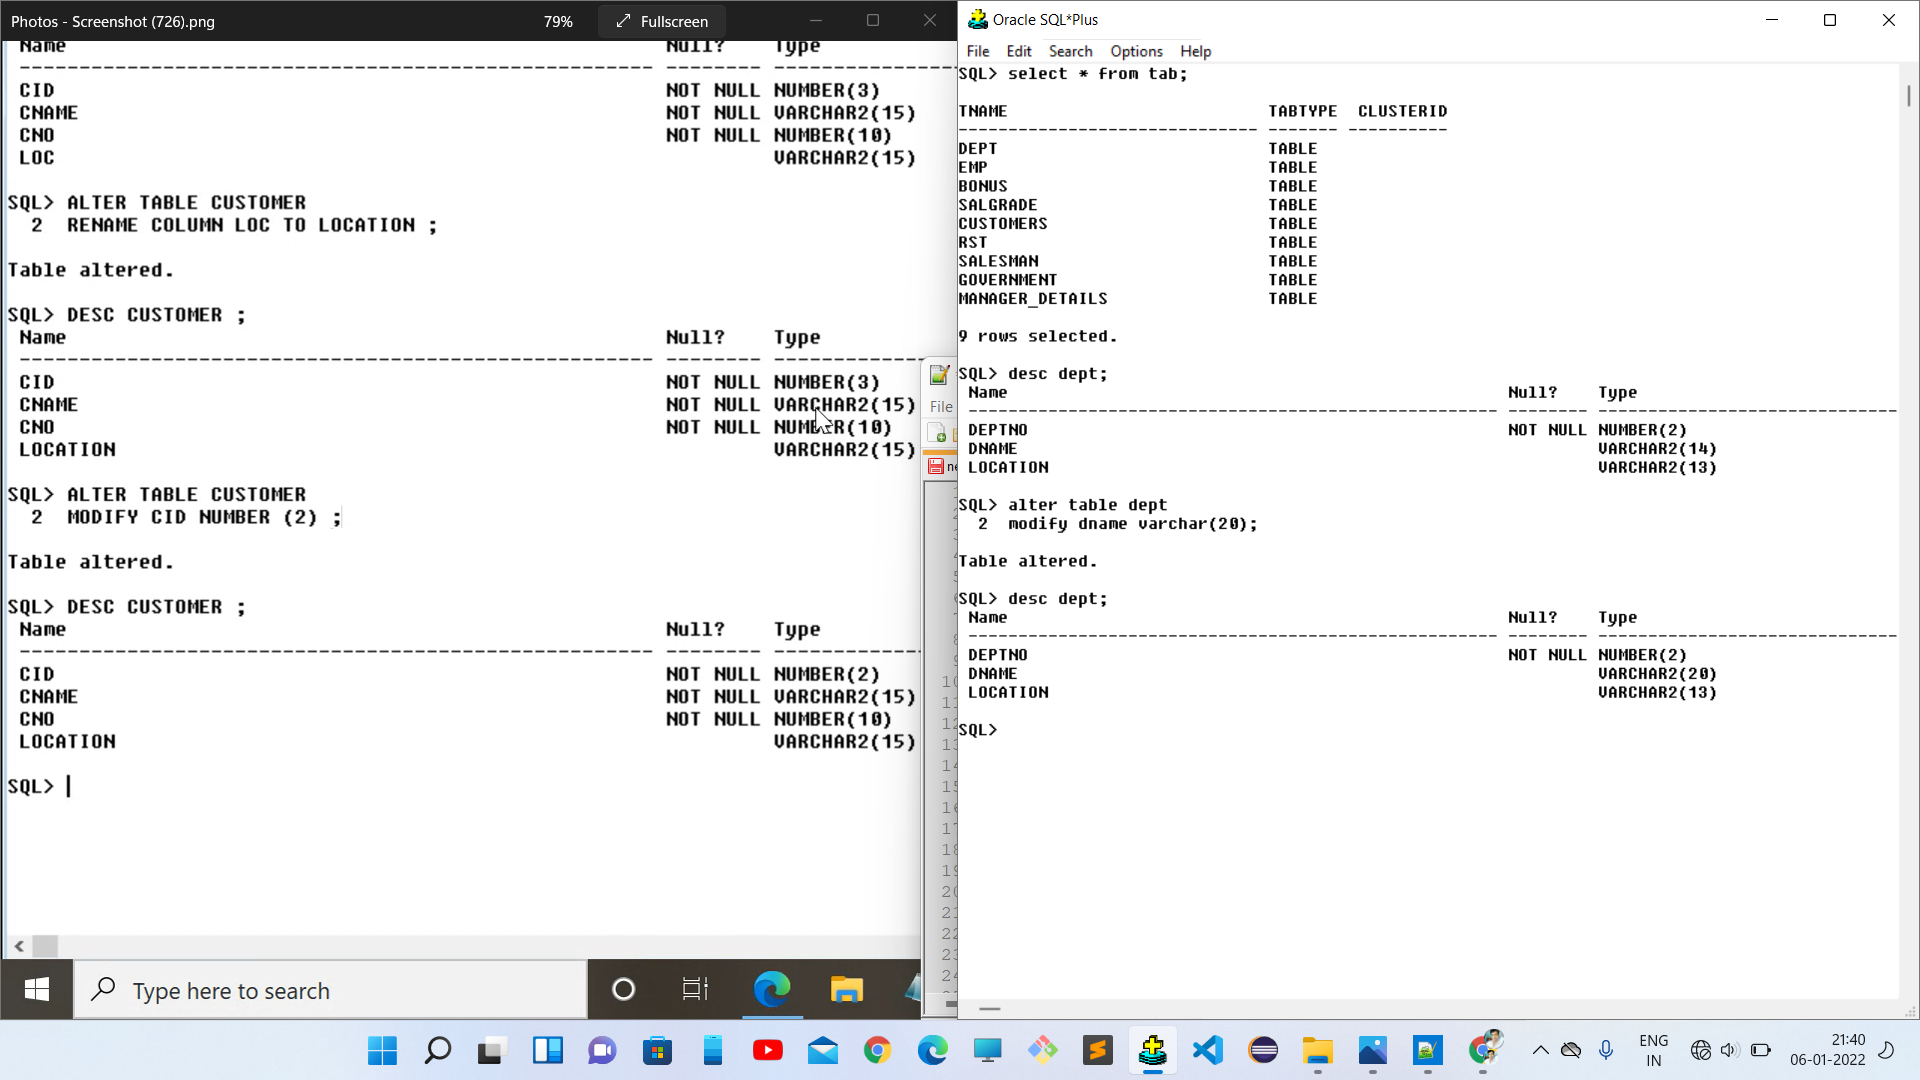 Photos - Screenshot (726).png
79%
Fullscreen
Name Null? Type
CID NOT NULL NUMBER(3)
CNAME NOT NULL VARCHAR2(15)
CNO NOT NULL NUMBER(10)
LOC VARCHAR2(15)
SQL> ALTER TABLE CUSTOMER
2 RENAME COLUMN LOC TO LOCATION ;
Table altered.
SQL> DESC CUSTOMER ;
Name Null? Type
CID NOT NULL NUMBER(3)
CNAME NOT NULL VARCHAR2(15)
CNO NOT NULL NUMBER(10)
LOCATION VARCHAR2(15)
SQL> ALTER TABLE CUSTOMER
2 MODIFY CID NUMBER (2) ;
Table altered.
SQL> DESC CUSTOMER ;
Name Null? Type
CID NOT NULL NUMBER(2)
CNAME NOT NULL VARCHAR2(15)
CNO NOT NULL NUMBER(10)
LOCATION VARCHAR2(15)
SQL>
Type here to search
File
Oracle SQL*Plus
File Edit Search Options Help
SQL> select * from tab;
TNAME TABTYPE CLUSTERID
DEPT TABLE
EMP TABLE
BONUS TABLE
SALGRADE TABLE
CUSTOMERS TABLE
RST TABLE
SALESMAN TABLE
GOVERNMENT TABLE
MANAGER_DETAILS TABLE
9 rows selected.
SQL> desc dept;
Name Null? Type
DEPTNO NOT NULL NUMBER(2)
DNAME VARCHAR2(14)
LOCATION VARCHAR2(13)
SQL> alter table dept
2 modify dname varchar(20);
Table altered.
SQL> desc dept;
Name Null? Type
DEPTNO NOT NULL NUMBER(2)
DNAME VARCHAR2(20)
LOCATION VARCHAR2(13)
SQL>
ENG
IN
21:40
06-01-2022